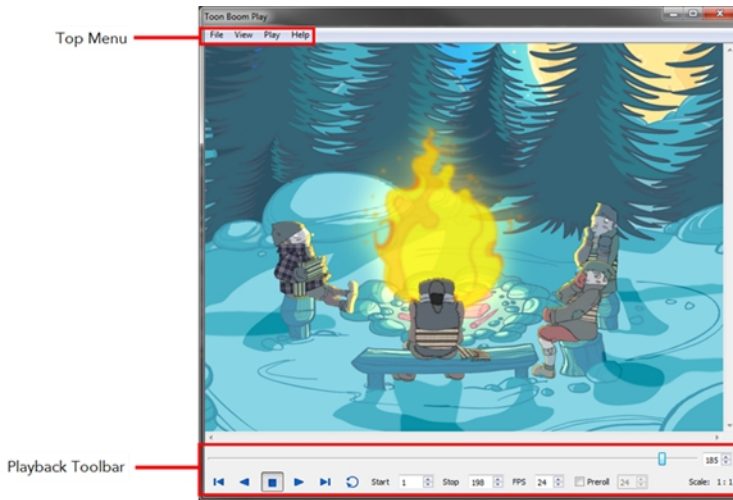 Toon Boom Play
Top Menu
File View Play Help
Playback Toolbar
185
Start 1 Stop 198 FPS 24 Preroll 24 Scale: 1:1